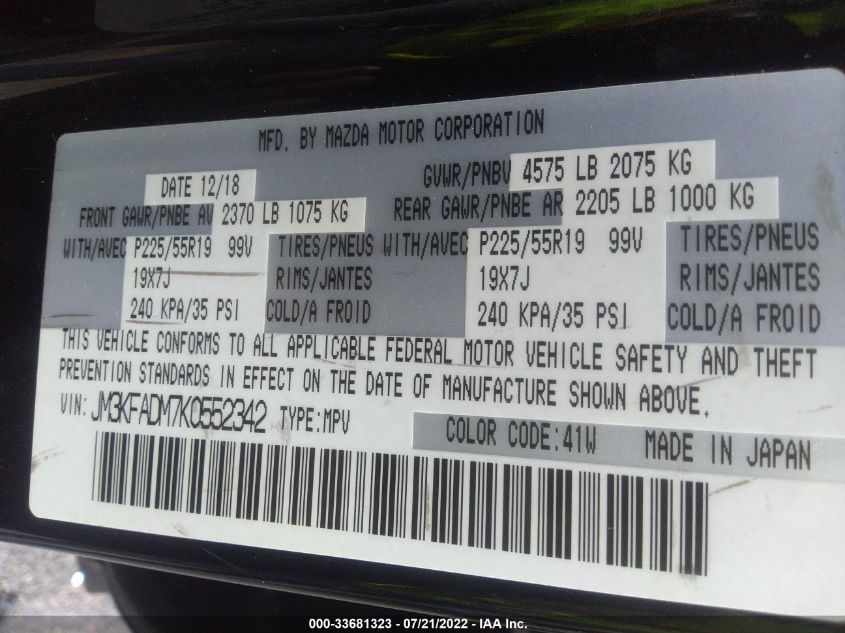 MFD. BY MAZDA MOTOR CORPORATION
DATE 12/18 GVWR/PNBV 4575 LB 2075 KG
FRONT GAWR/PNBE AV 2370 LB 1075 KG REAR GAWR/PNBE AR 2205 LB 1000 KG
WITH/AVEC P225/55R19 99V TIRES/PNEUS WITH/AVEC P225/55R19 99V TIRES/PNEUS
19X7J RIMS/JANTES 19X7J RIMS/JANTES
240 KPA/35 PSI COLD/A FROID 240 KPA/35 PSI COLD/A FROID
THIS VEHICLE CONFORMS TO ALL APPLICABLE FEDERAL MOTOR VEHICLE SAFETY AND THEFT
PREVENTION STANDARDS IN EFFECT ON THE DATE OF MANUFACTURE SHOWN ABOVE.
VIN: JM3KFADM7K0552342 TYPE:MPV
COLOR CODE:41W MADE IN JAPAN
000-33681323 - 07/21/2022 - IAA Inc.